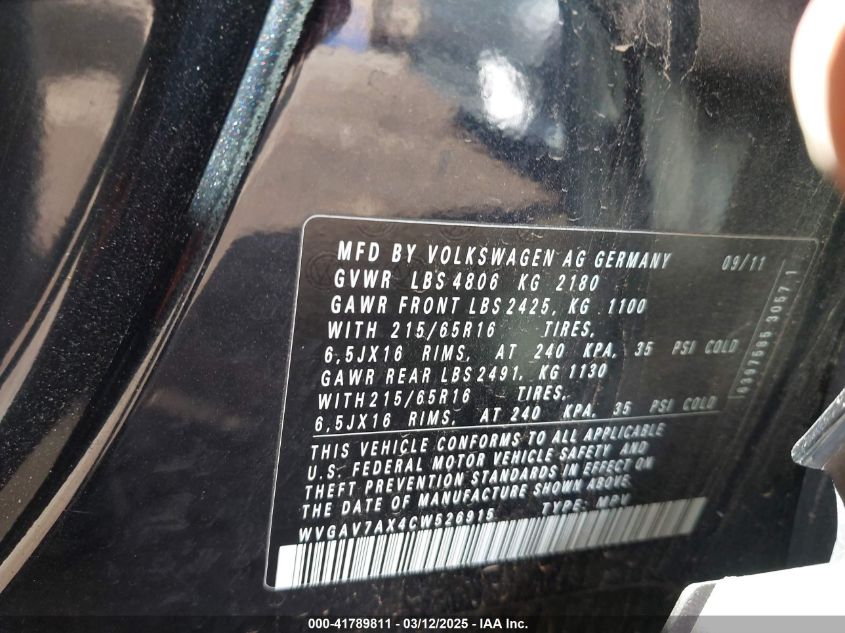 MFD BY VOLKSWAGEN AG GERMANY 09/11
GVWR LBS 4806 KG 2180
GAWR FRONT LBS 2425, KG 1100
WITH 215/65R16 TIRES,
6,5JX16 RIMS, AT 240 KPA, 35 PSI COLD
GAWR REAR LBS 2491, KG 1130
WITH 215/65R16 TIRES,
6,5JX16 RIMS, AT 240 KPA, 35 PSI COLD
THIS VEHICLE CONFORMS TO ALL APPLICABLE
U.S. FEDERAL MOTOR VEHICLE SAFETY AND
THEFT PREVENTION STANDARDS IN EFFECT ON
THE DATE OF MANUFACTURE SHOWN ABOVE.
WVGAV7AX4CW526915 TYPE: MPV
000-41789811 - 03/12/2025 - IAA Inc.